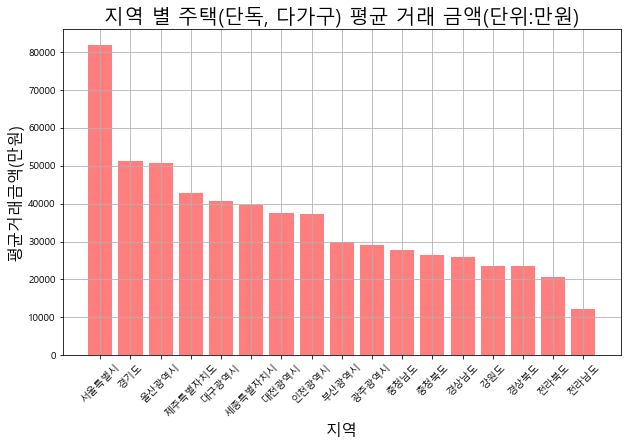 지역 별 주택(단독, 다가구) 평균 거래 금액(단위:만원)
평균거래금액(만원)
80000
70000
60000
50000
40000
30000
20000
10000
0
서울특별시
경기도
울산광역시
제주특별자치도
대구광역시
세종특별자치시
대전광역시
인천광역시
부산광역시
광주광역시
충청남도
충청북도
경상남도
강원도
경상북도
전라북도
전라남도
지역